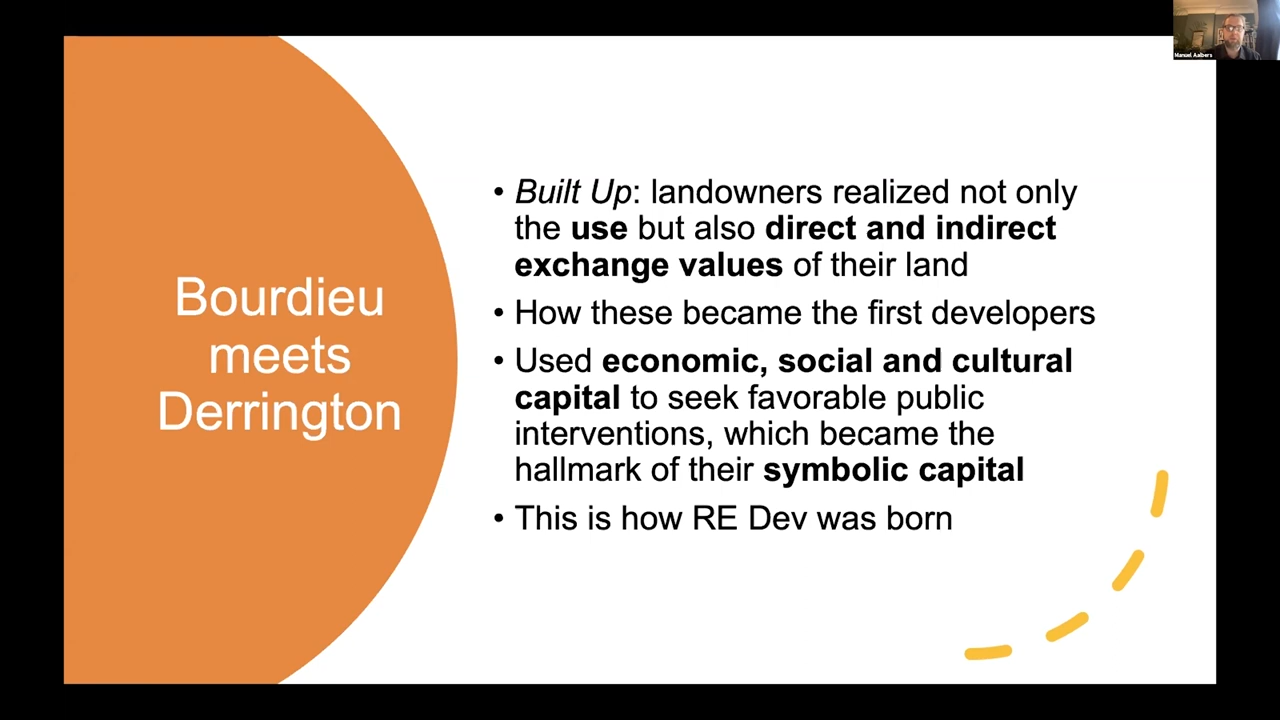 Manuel Aalbers
Bourdieu
meets
Derrington
• Built Up: landowners realized not only
the use but also direct and indirect
exchange values of their land
• How these became the first developers
• Used economic, social and cultural
capital to seek favorable public
interventions, which became the
hallmark of their symbolic capital
• This is how RE Dev was born